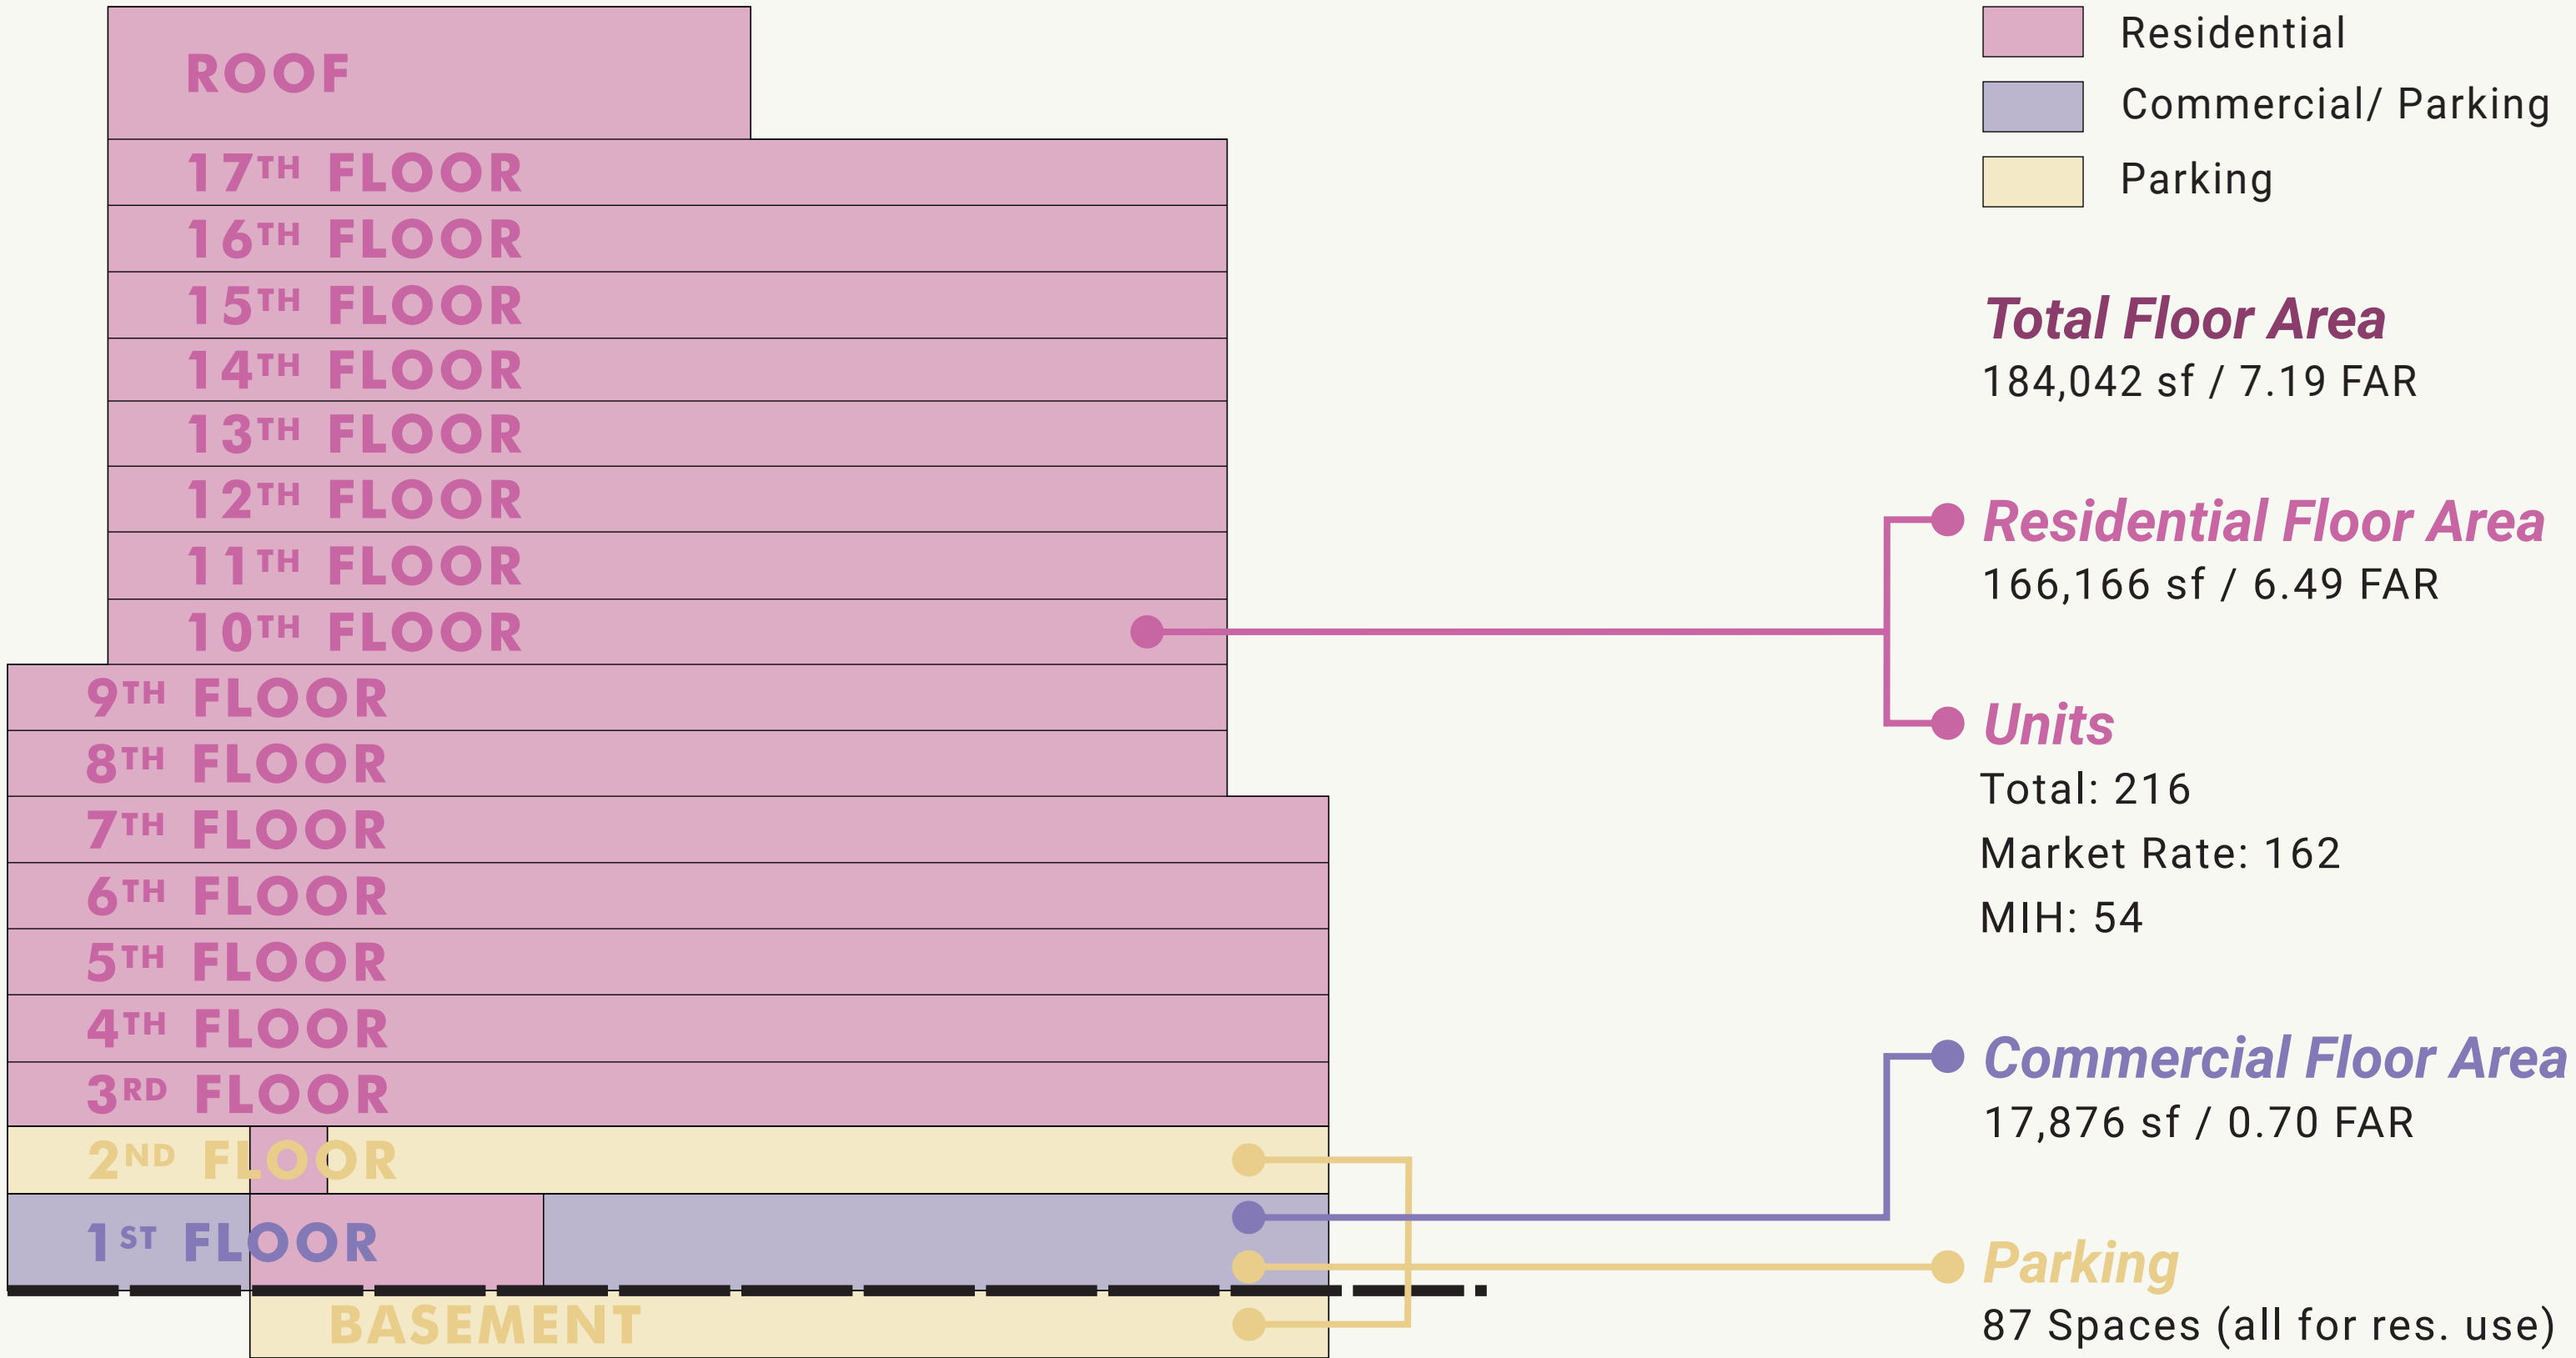 ROOF
17TH FLOOR
16TH FLOOR
15TH FLOOR
14TH FLOOR
13TH FLOOR
12TH FLOOR
11TH FLOOR
10TH FLOOR
9TH FLOOR
8TH FLOOR
7TH FLOOR
6TH FLOOR
5TH FLOOR
4TH FLOOR
3RD FLOOR
2ND FLOOR
1ST FLOOR
BASEMENT
Residential
Commercial/ Parking
Parking
Total Floor Area
184,042 sf / 7.19 FAR
Residential Floor Area
166,166 sf / 6.49 FAR
Units
Total: 216
Market Rate: 162
MIH: 54
Commercial Floor Area
17,876 sf / 0.70 FAR
Parking
87 Spaces (all for res. use)